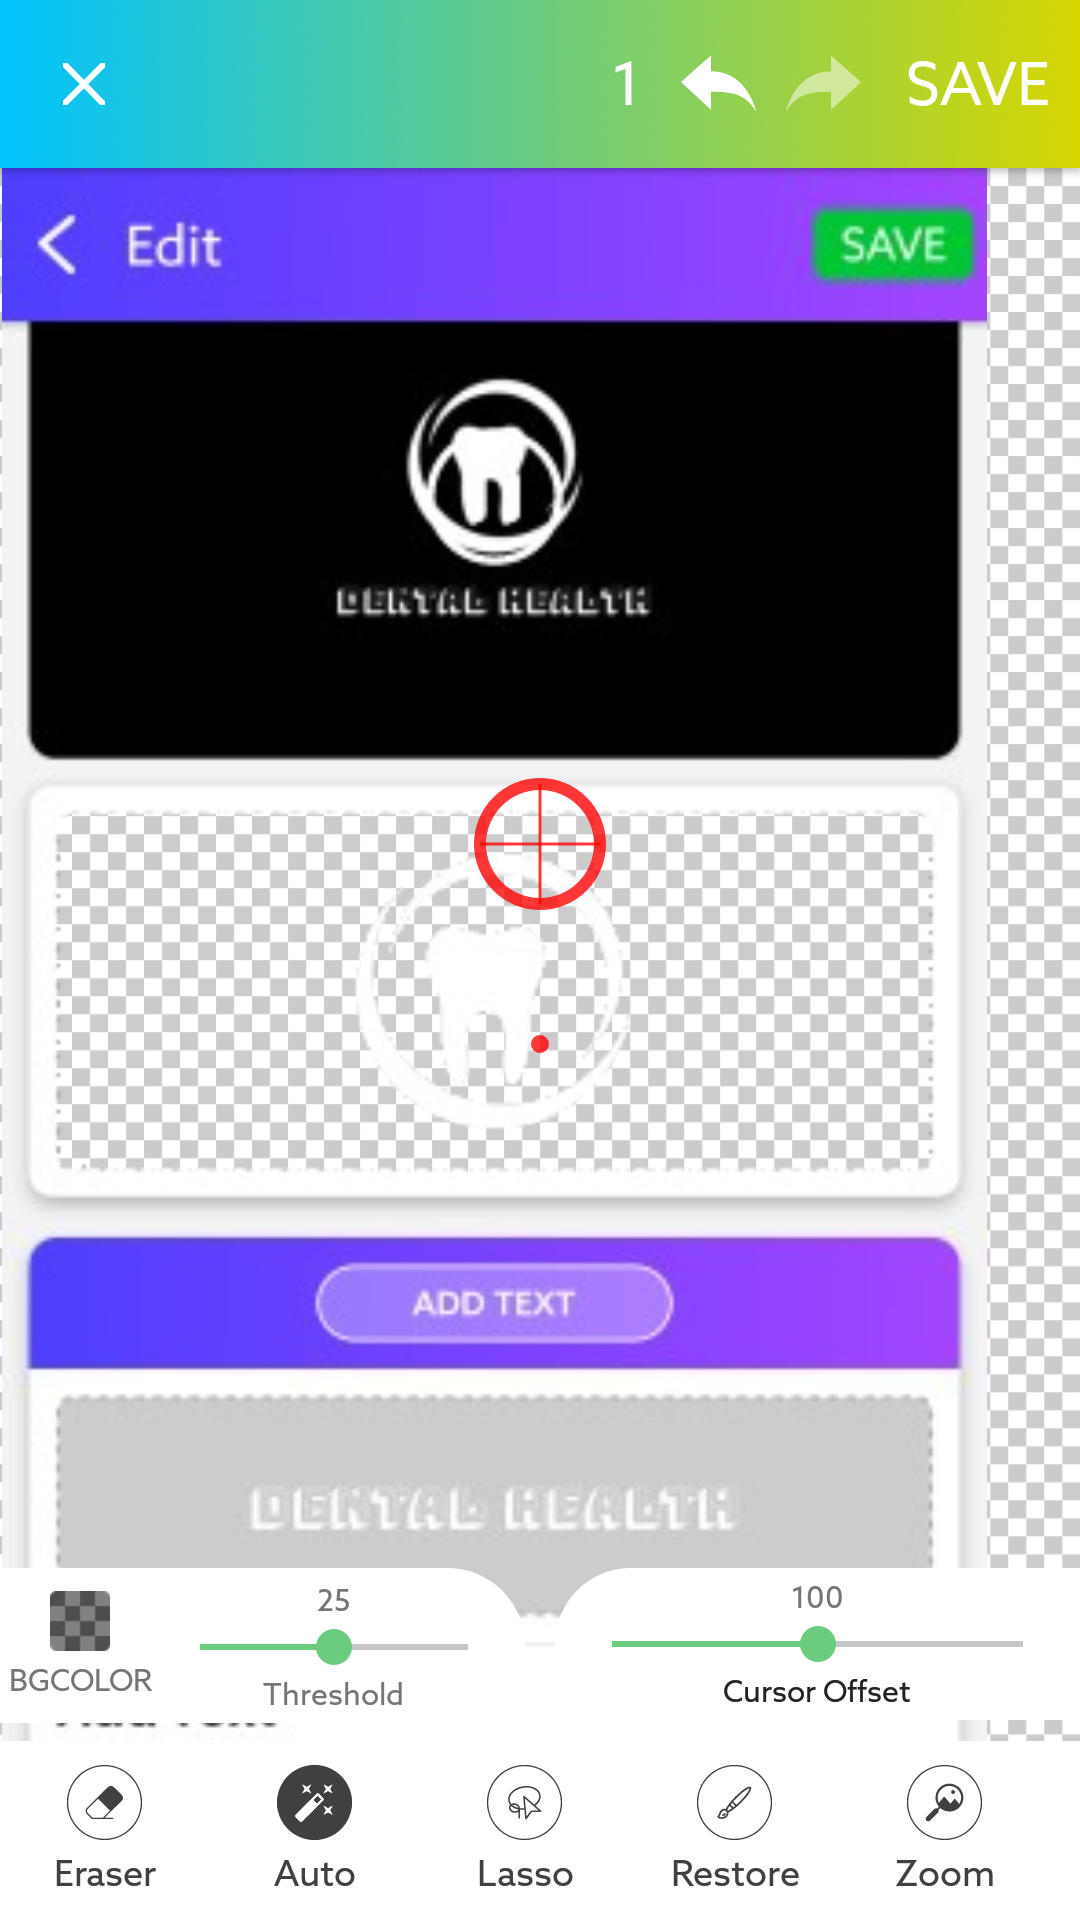 1 SAVE
Edit SAVE
DENTAL HEALTH
ADD TEXT
DENTAL HEALTH
25 100
BGCOLOR Threshold Cursor Offset
Eraser Auto Lasso Restore Zoom